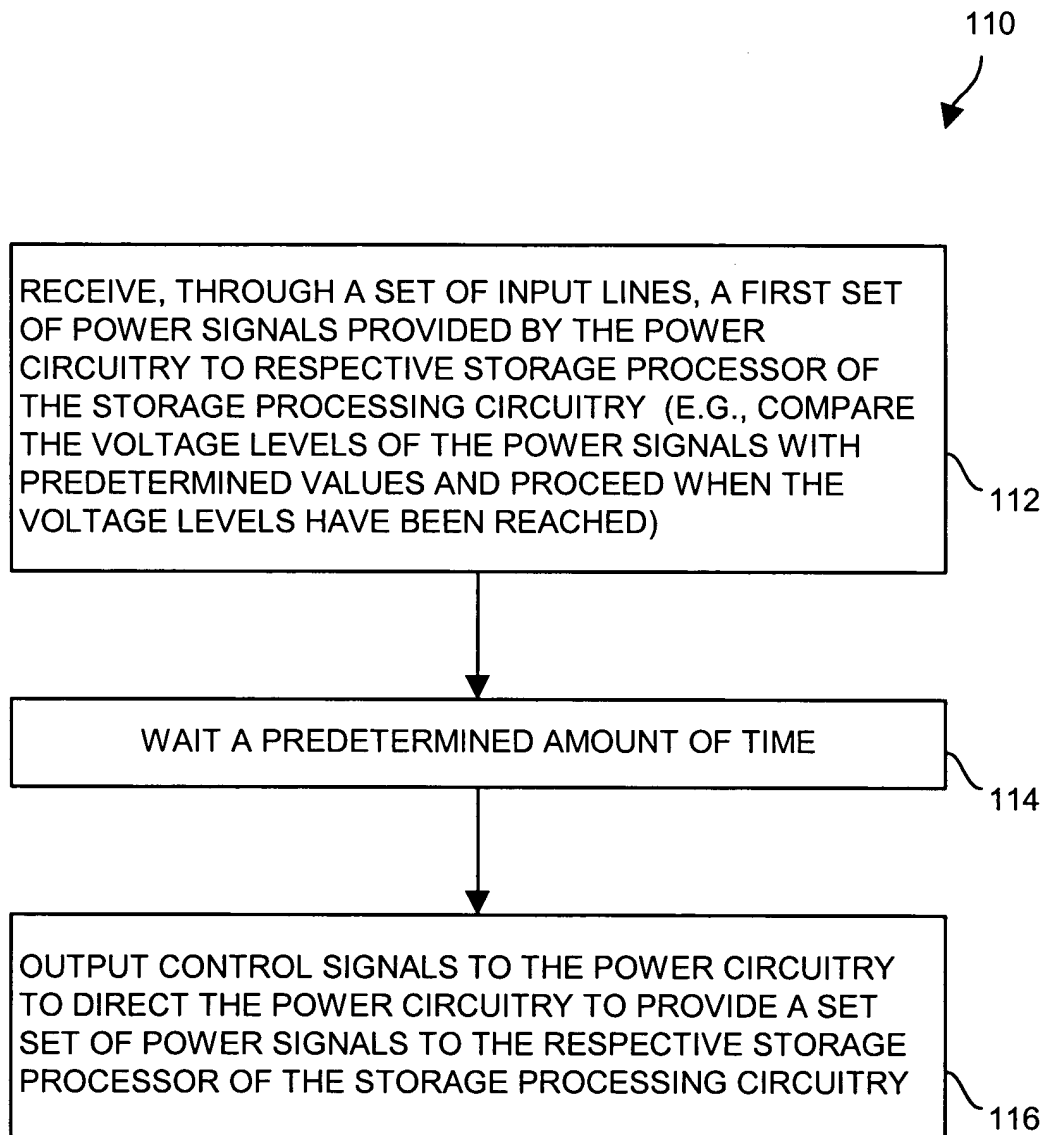 110
RECEIVE, THROUGH A SET OF INPUT LINES, A FIRST SET
OF POWER SIGNALS PROVIDED BY THE POWER
CIRCUITRY TO RESPECTIVE STORAGE PROCESSOR OF
THE STORAGE PROCESSING CIRCUITRY (E.G., COMPARE
THE VOLTAGE LEVELS OF THE POWER SIGNALS WITH
PREDETERMINED VALUES AND PROCEED WHEN THE
VOLTAGE LEVELS HAVE BEEN REACHED)
112
WAIT A PREDETERMINED AMOUNT OF TIME
114
OUTPUT CONTROL SIGNALS TO THE POWER CIRCUITRY
TO DIRECT THE POWER CIRCUITRY TO PROVIDE A SET
SET OF POWER SIGNALS TO THE RESPECTIVE STORAGE
PROCESSOR OF THE STORAGE PROCESSING CIRCUITRY
116